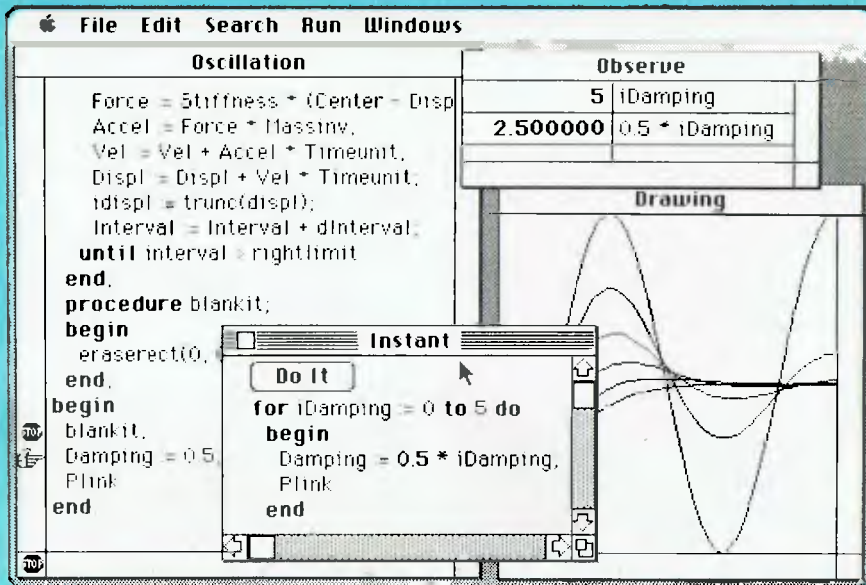 File Edit Search Run Windows
Oscillation
Force := Stiffness * (Center - Disp
Accel := Force * Massinv;
Vel := Vel + Accel * Timeunit;
Displ := Displ + Vel * Timeunit;
idispl := trunc(displ);
Interval := Interval + dInterval;
until interval > rightlimit
end;
procedure blankit;
begin
eraserect(0,
end;
begin
STOP
blankit;
Damping := 0.5;
Plink
end
STOP
Observe
5 iDamping
2.500000 0.5 * iDamping
Drawing
Instant
Do It
for iDamping := 0 to 5 do
begin
Damping := 0.5 * iDamping;
Plink
end